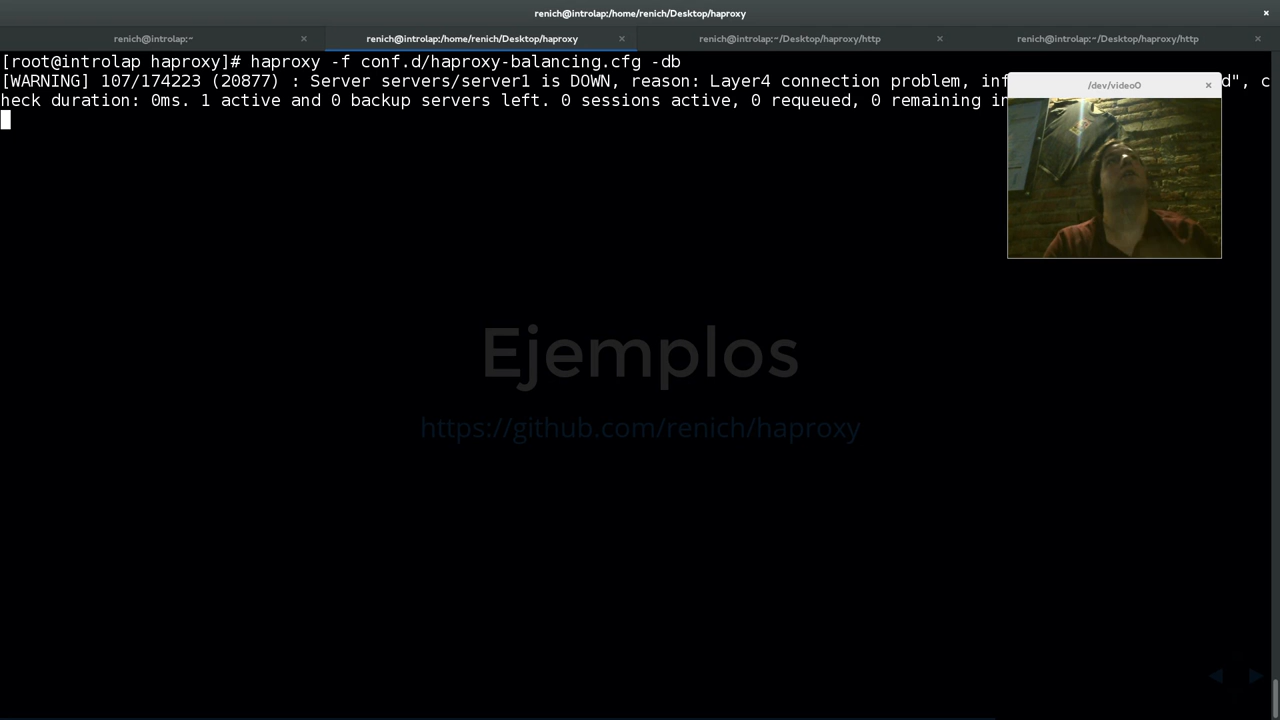 renich@introlap:/home/renich/Desktop/haproxy
renich@introlap:~
renich@introlap:/home/renich/Desktop/haproxy
renich@introlap:~/Desktop/haproxy/http
renich@introlap:~/Desktop/haproxy/http
[root@introlap haproxy]# haproxy -f conf.d/haproxy-balancing.cfg -db
[WARNING] 107/174223 (20877) : Server servers/server1 is DOWN, reason: Layer4 connection problem, inf d", c
heck duration: 0ms. 1 active and 0 backup servers left. 0 sessions active, 0 requeued, 0 remaining in
/dev/video0
Ejemplos
https://github.com/renich/haproxy